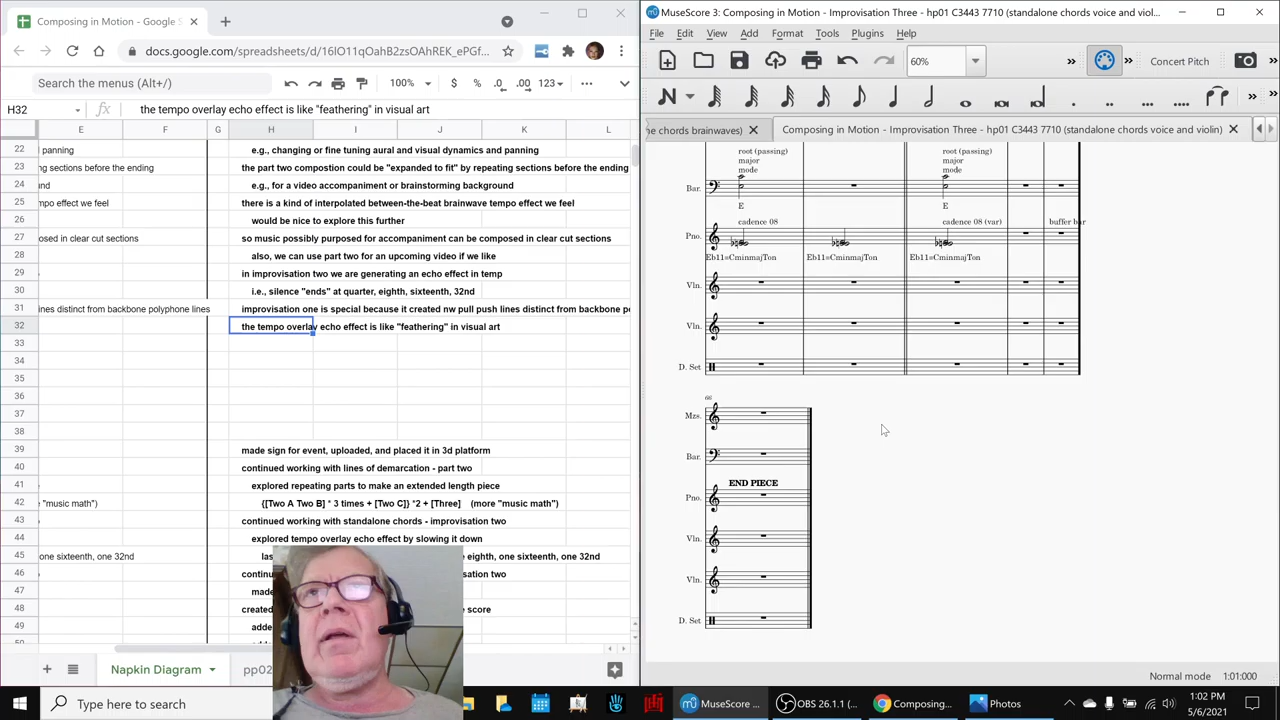 Composing in Motion - Google S
docs.google.com/spreadsheets/d/16IO11qOahB2zsOAhREK_ePGf...
Search the menus (Alt+/)
100%
$ % .0 .00 123
H32
fx
the tempo overlay echo effect is like "feathering" in visual art
E F G H I J K L
22 panning e.g., changing or fine tuning aural and visual dynamics and panning
23 ng sections before the ending the part two compostion could be "expanded to fit" by repeating sections before the ending
24 und e.g., for a video accompaniment or brainstorming background
25 mpo effect we feel there is a kind of interpolated between-the-beat brainwave tempo effect we feel
26 would be nice to explore this further
27 posed in clear cut sections so music possibly purposed for accompaniment can be composed in clear cut sections
28 also, we can use part two for an upcoming video if we like
29 in improvisation two we are generating an echo effect in temp
30 i.e., silence "ends" at quarter, eighth, sixteenth, 32nd
31 lines distinct from backbone polyphone lines improvisation one is special because it created nw pull push lines distinct from backbone po
32 the tempo overlay echo effect is like "feathering" in visual art
33
34
35
36
37
38
39 made sign for event, uploaded, and placed it in 3d platform
40 continued working with lines of demarcation - part two
41 explored repeating parts to make an extended length piece
42 e "music math") {[Two A Two B] * 3 times + [Two C]} *2 + [Three] (more "music math")
43 continued working with standalone chords - improvisation two
44 explored tempo overlay echo effect by slowing it down
45 one sixteenth, one 32nd las e eighth, one sixteenth, one 32nd
46 contin isation two
47 made
48 created e score
49 adde
Napkin Diagram
pp02
MuseScore 3: Composing in Motion - Improvisation Three - hp01 C3443 7710 (standalone chords voice and viol...
File Edit View Add Format Tools Plugins Help
60%
Concert Pitch
ne chords brainwaves)
Composing in Motion - Improvisation Three - hp01 C3443 7710 (standalone chords voice and violin)
root (passing) root (passing)
major major
mode mode
Bar.
E E
cadence 08 cadence 08 (var) buffer bar
Pno.
Eb11=CminmajTon Eb11=CminmajTon Eb11=CminmajTon
Vln.
Vln.
D. Set
66
Mzs.
Bar.
END PIECE
Pno.
Vln.
Vln.
D. Set
Normal mode 1:01:000
Type here to search
MuseScore ...
OBS 26.1.1 (...
Composing...
Photos
1:02 PM
5/6/2021